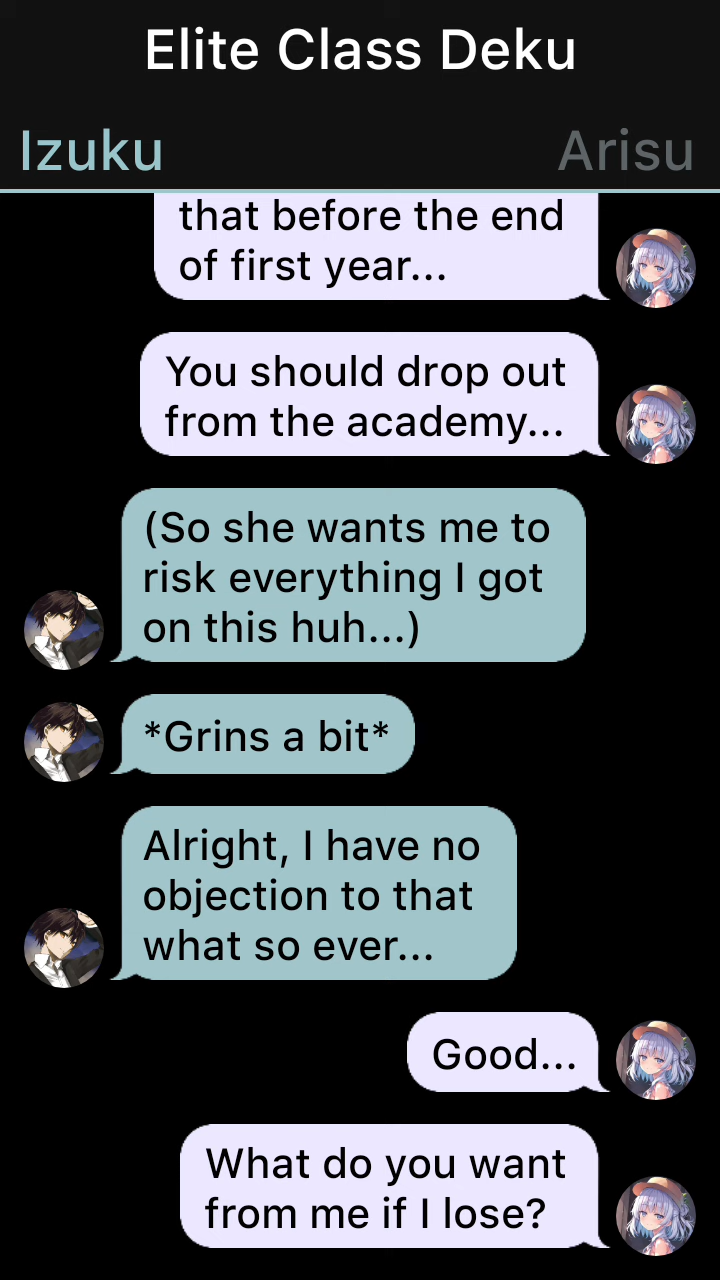 Elite Class Deku
Izuku
Arisu
that before the end
of first year...
You should drop out
from the academy...
(So she wants me to
risk everything I got
on this huh...)
*Grins a bit*
Alright, I have no
objection to that
what so ever...
Good...
What do you want
from me if I lose?